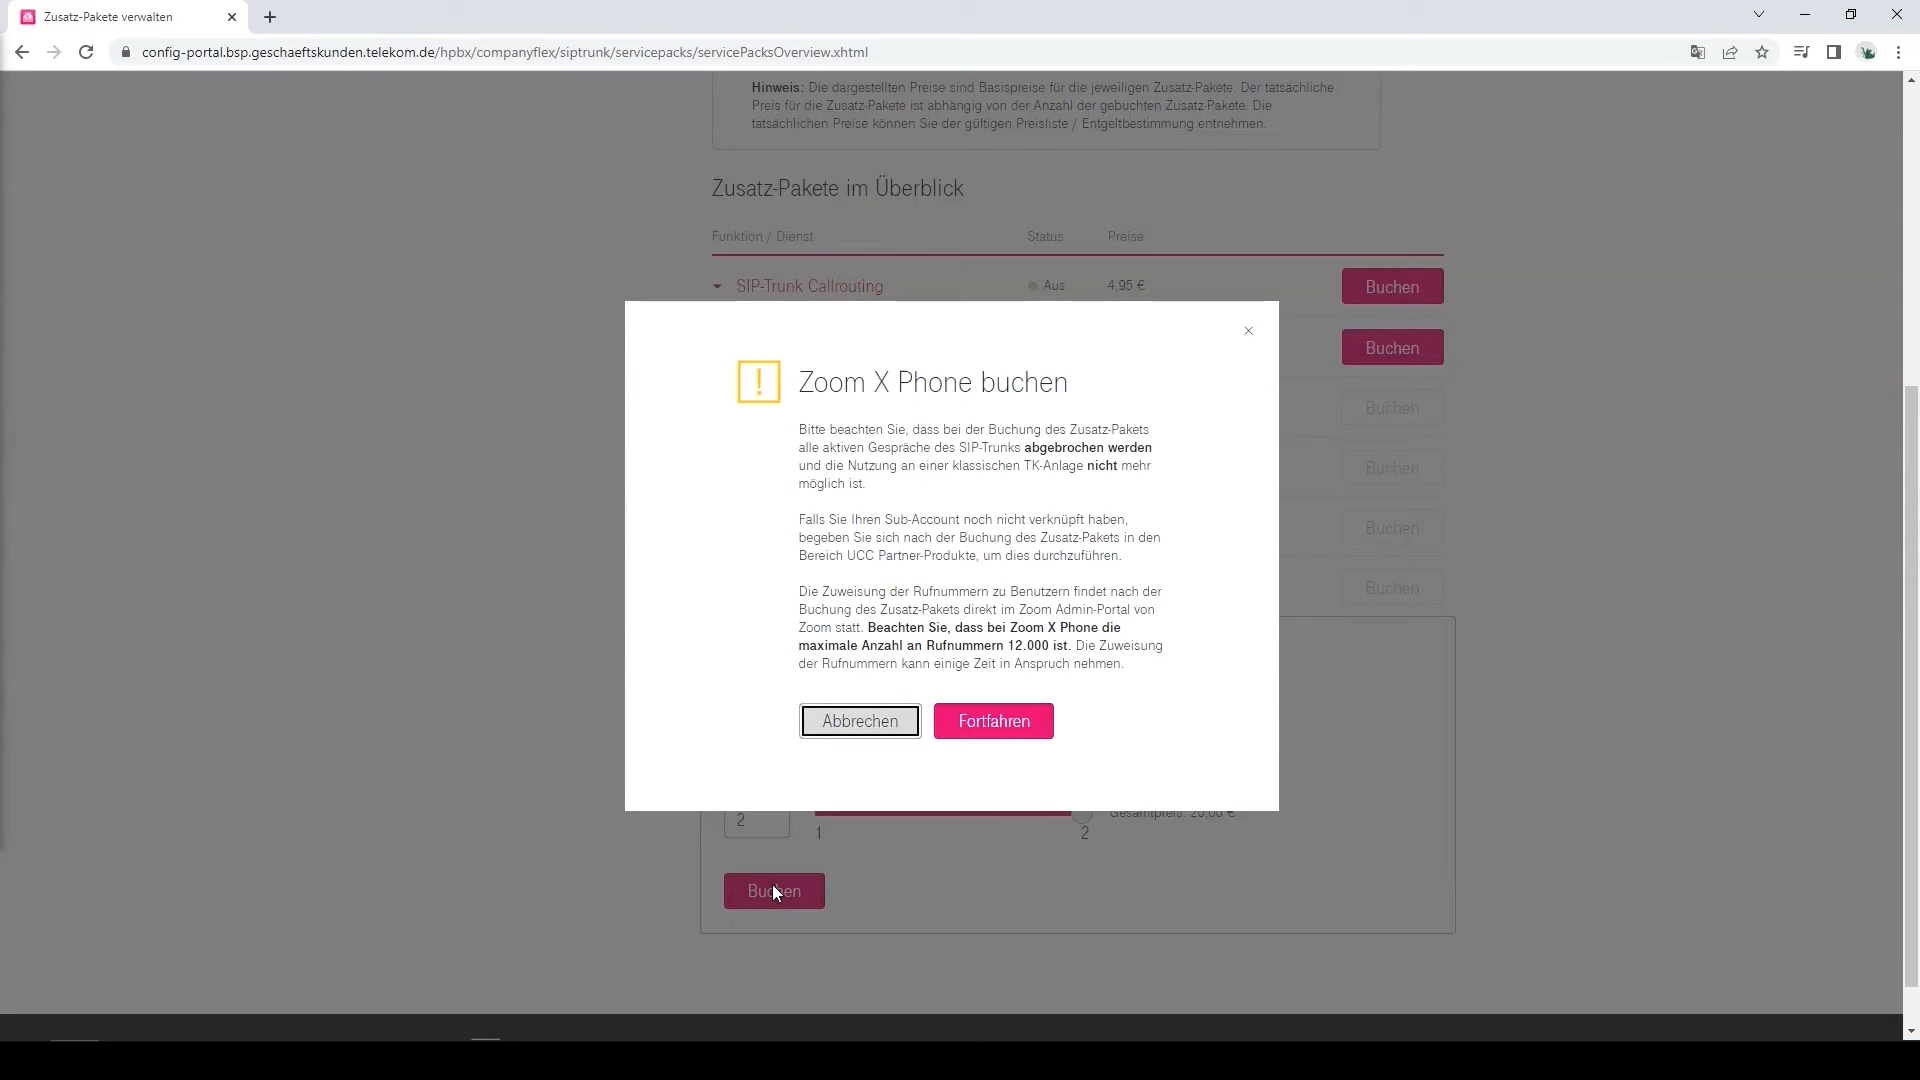 Zusatz-Pakete verwalten
config-portal.bsp.geschaeftskunden.telekom.de/hpbx/companyflex/siptrunk/servicepacks/servicePacksOverview.xhtml
Hinweis: Die dargestellten Preise sind Basispreise für die jeweiligen Zusatz-Pakete. Der tatsächliche
Preis für die Zusatz-Pakete ist abhängig von der Anzahl der gebuchten Zusatz-Pakete. Die
tatsächlichen Preise können Sie der gültigen Preisliste / Entgeltbestimmung entnehmen.
Zusatz-Pakete im Überblick
Funktion / Dienst Status Preise
SIP-Trunk Callrouting Aus 4,95 € Buchen
Buchen
Buchen
Buchen
Buchen
Buchen
Zoom X Phone buchen
Bitte beachten Sie, dass bei der Buchung des Zusatz-Pakets
alle aktiven Gespräche des SIP-Trunks abgebrochen werden
und die Nutzung an einer klassischen TK-Anlage nicht mehr
möglich ist.
Falls Sie Ihren Sub-Account noch nicht verknüpft haben,
begeben Sie sich nach der Buchung des Zusatz-Pakets in den
Bereich UCC Partner-Produkte, um dies durchzuführen.
Die Zuweisung der Rufnummern zu Benutzern findet nach der
Buchung des Zusatz-Pakets direkt im Zoom Admin-Portal von
Zoom statt. Beachten Sie, dass bei Zoom X Phone die
maximale Anzahl an Rufnummern 12.000 ist. Die Zuweisung
der Rufnummern kann einige Zeit in Anspruch nehmen.
Abbrechen Fortfahren
2 Gesamtpreis: 20,00 €
1 2
Buchen